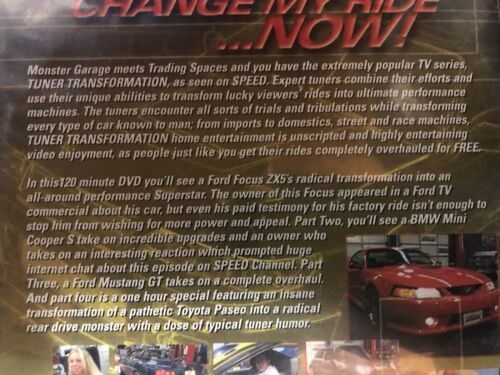 CHANGE MY RIDE
...NOW!
Monster Garage meets Trading Spaces and you have the extremely popular TV series,
TUNER TRANSFORMATION, as seen on SPEED. Expert tuners combine their efforts and
use their unique abilities to transform lucky viewers' rides into ultimate performance
machines. The tuners encounter all sorts of trials and tribulations while transforming
every type of car known to man; from imports to domestics, street and race machines,
TUNER TRANSFORMATION home entertainment is unscripted and highly entertaining
video enjoyment, as people just like you get their rides completely overhauled for FREE.
In this120 minute DVD you'll see a Ford Focus ZX5's radical transformation into an
all-around performance Superstar. The owner of this Focus appeared in a Ford TV
commercial about his car, but even his paid testimony for his factory ride isn't enough to
stop him from wishing for more power and appeal. Part Two, you'll see a BMW Mini
Cooper S take on incredible upgrades and an owner who
takes on an interesting reaction which prompted huge
internet chat about this episode on SPEED Channel. Part
Three, a Ford Mustang GT takes on a complete overhaul.
And part four is a one hour special featuring an insane
transformation of a pathetic Toyota Paseo into a radical
rear drive monster with a dose of typical tuner humor.